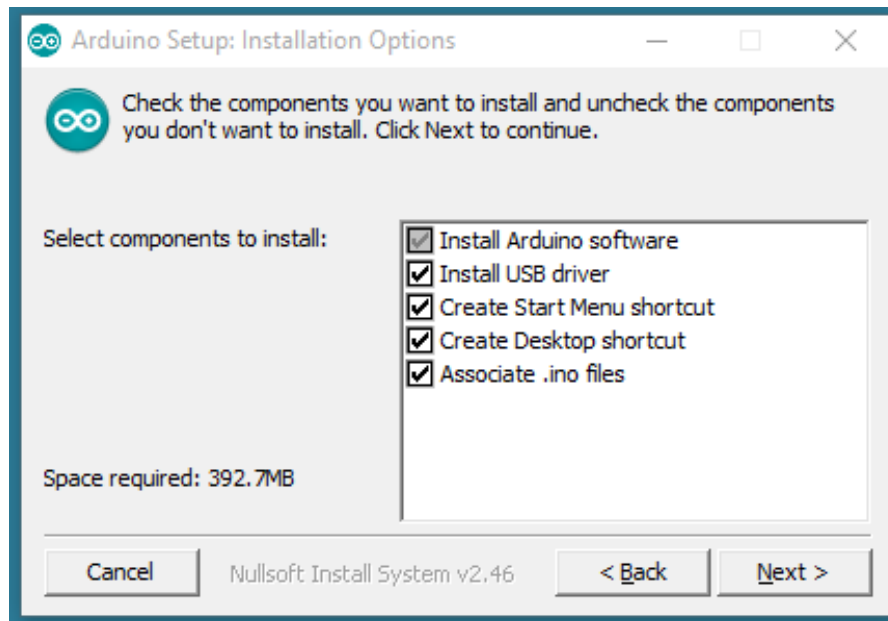 Arduino Setup: Installation Options
Check the components you want to install and uncheck the components
you don't want to install. Click Next to continue.
Select components to install:
Install Arduino software
Install USB driver
Create Start Menu shortcut
Create Desktop shortcut
Associate .ino files
Space required: 392.7MB
Cancel
Nullsoft Install System v2.46
< Back
Next >